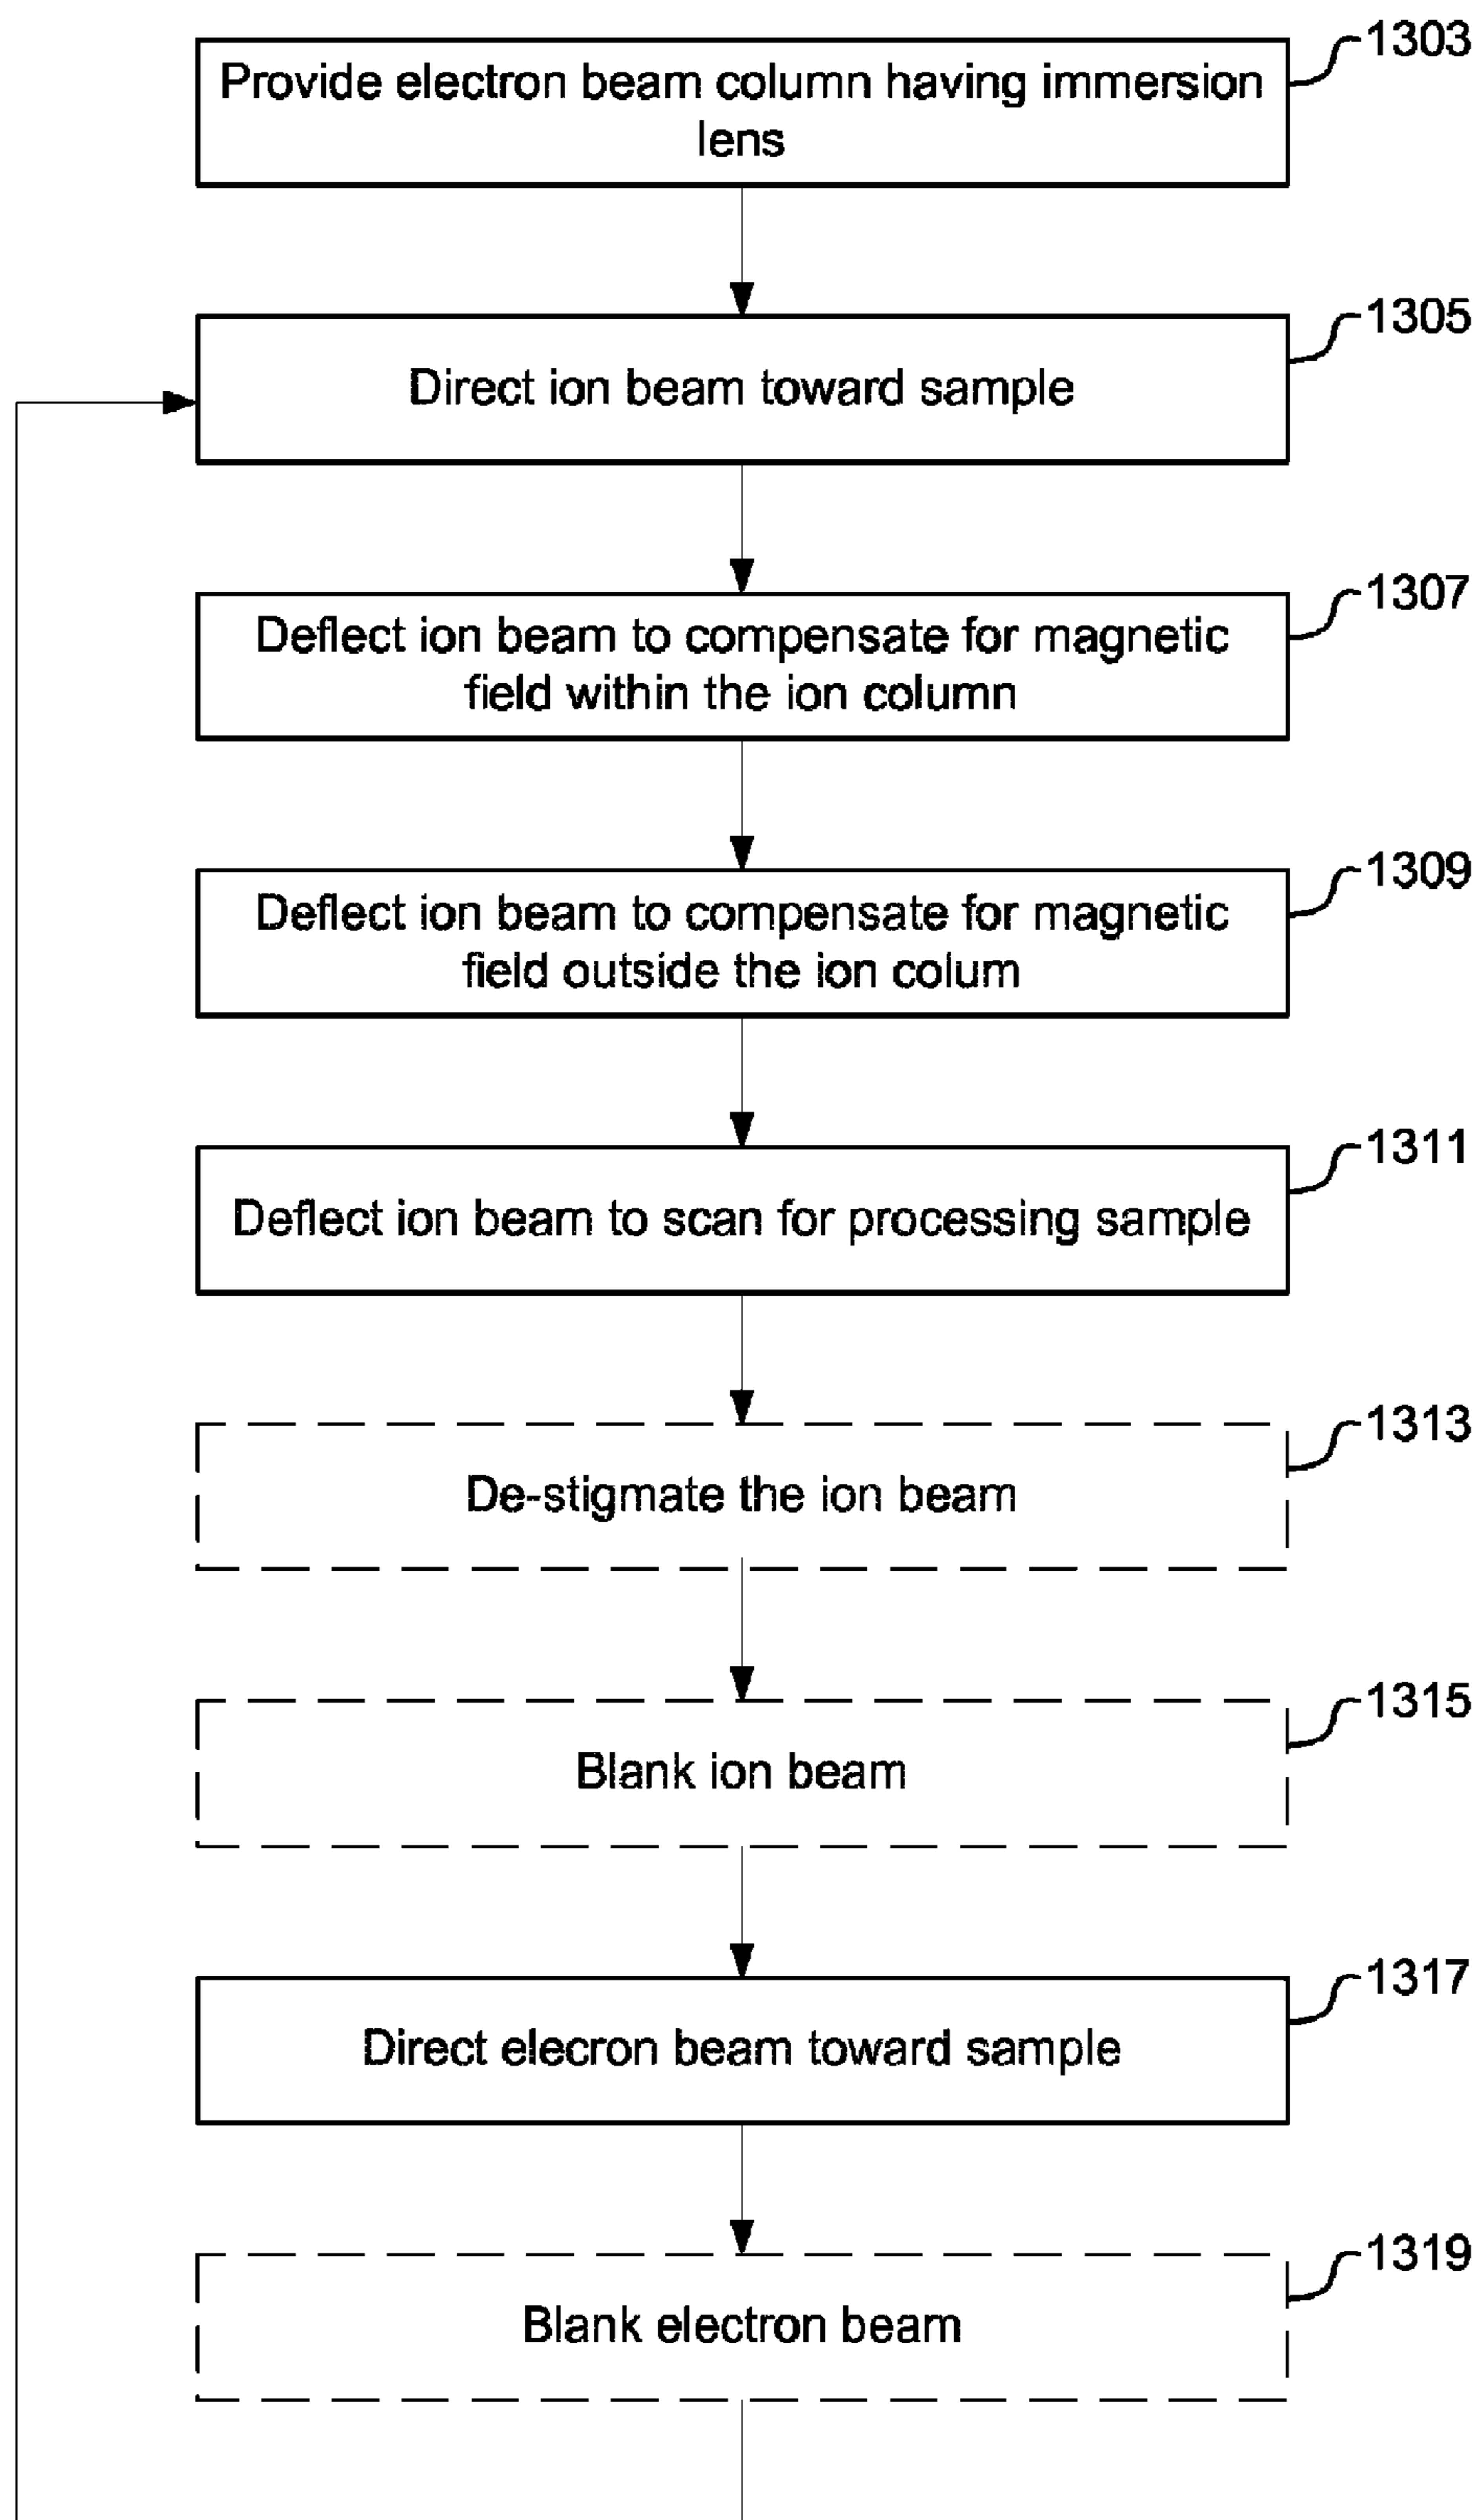 1303
Provide electron beam column having immersion
lens
1305
Direct ion beam toward sample
1307
Deflect ion beam to compensate for magnetic
field within the ion column
1309
Deflect ion beam to compensate for magnetic
field outside the ion colum
1311
Deflect ion beam to scan for processing sample
1313
De-stigmate the ion beam
1315
Blank ion beam
1317
Direct elecron beam toward sample
1319
Blank electron beam